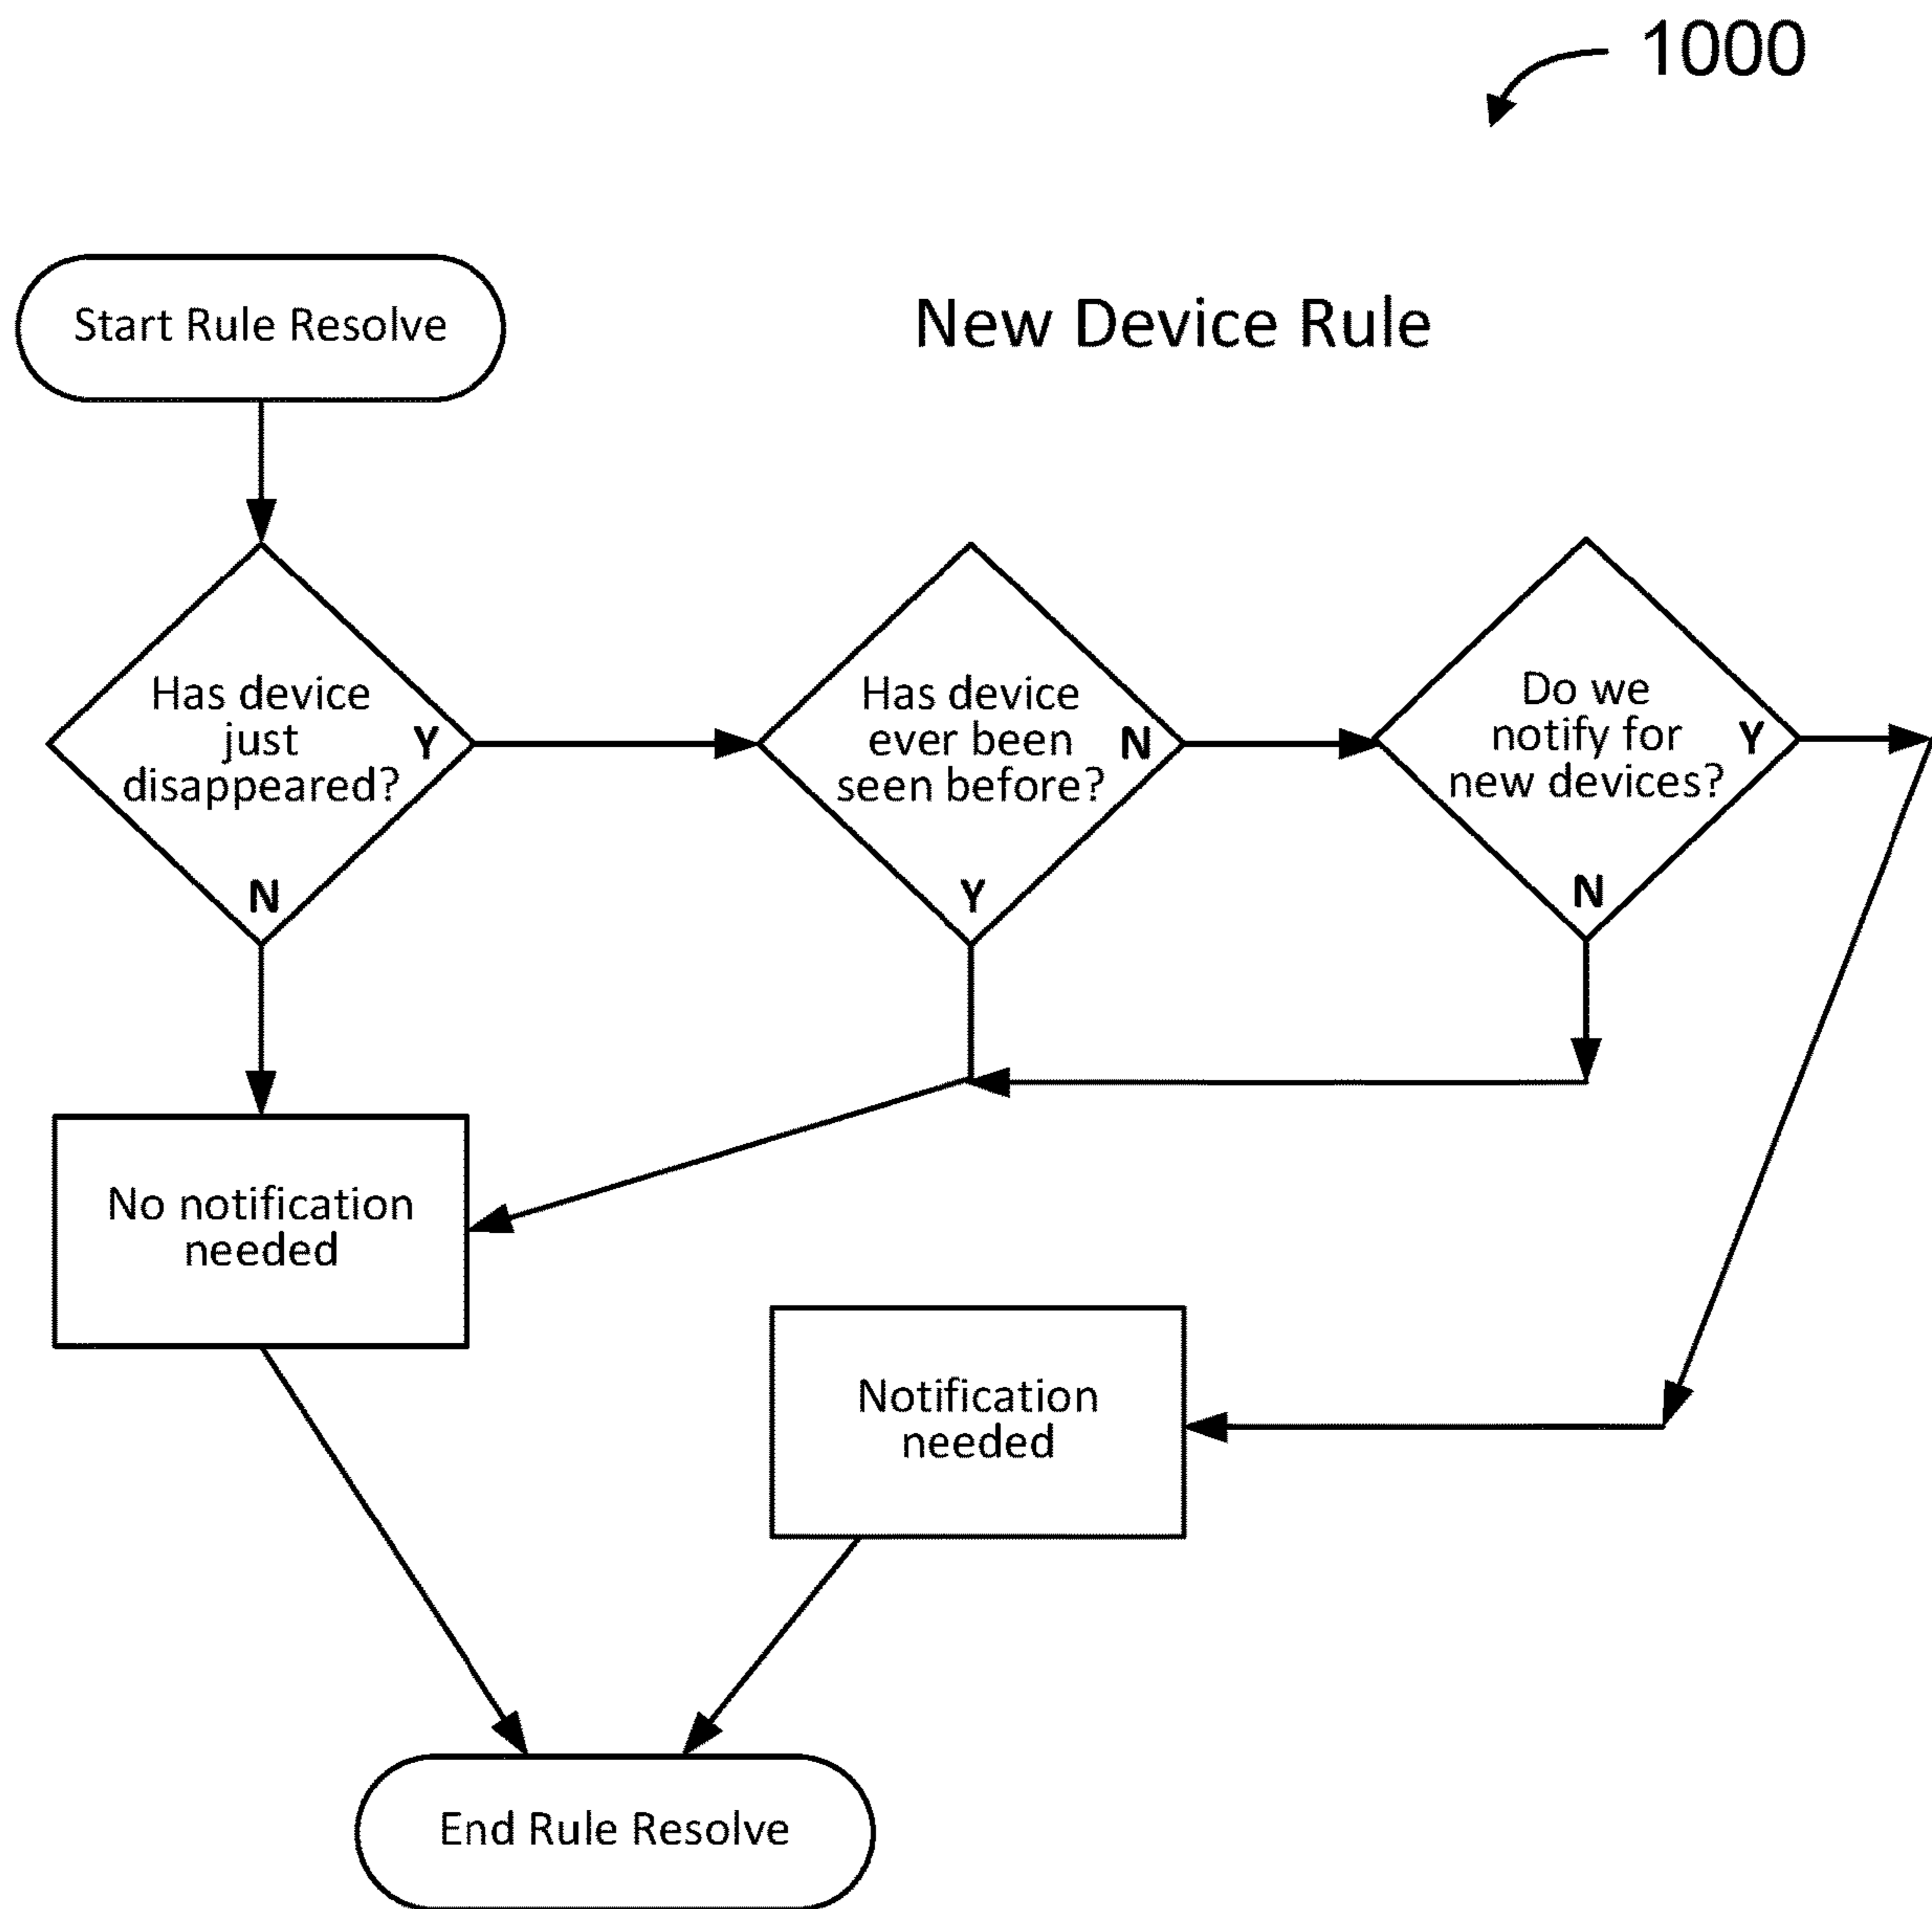 1000
Start Rule Resolve
New Device Rule
Has device
just
disappeared?
Y
N
Has device
ever been
seen before?
N
Y
Do we
notify for
new devices?
Y
N
No notification
needed
Notification
needed
End Rule Resolve